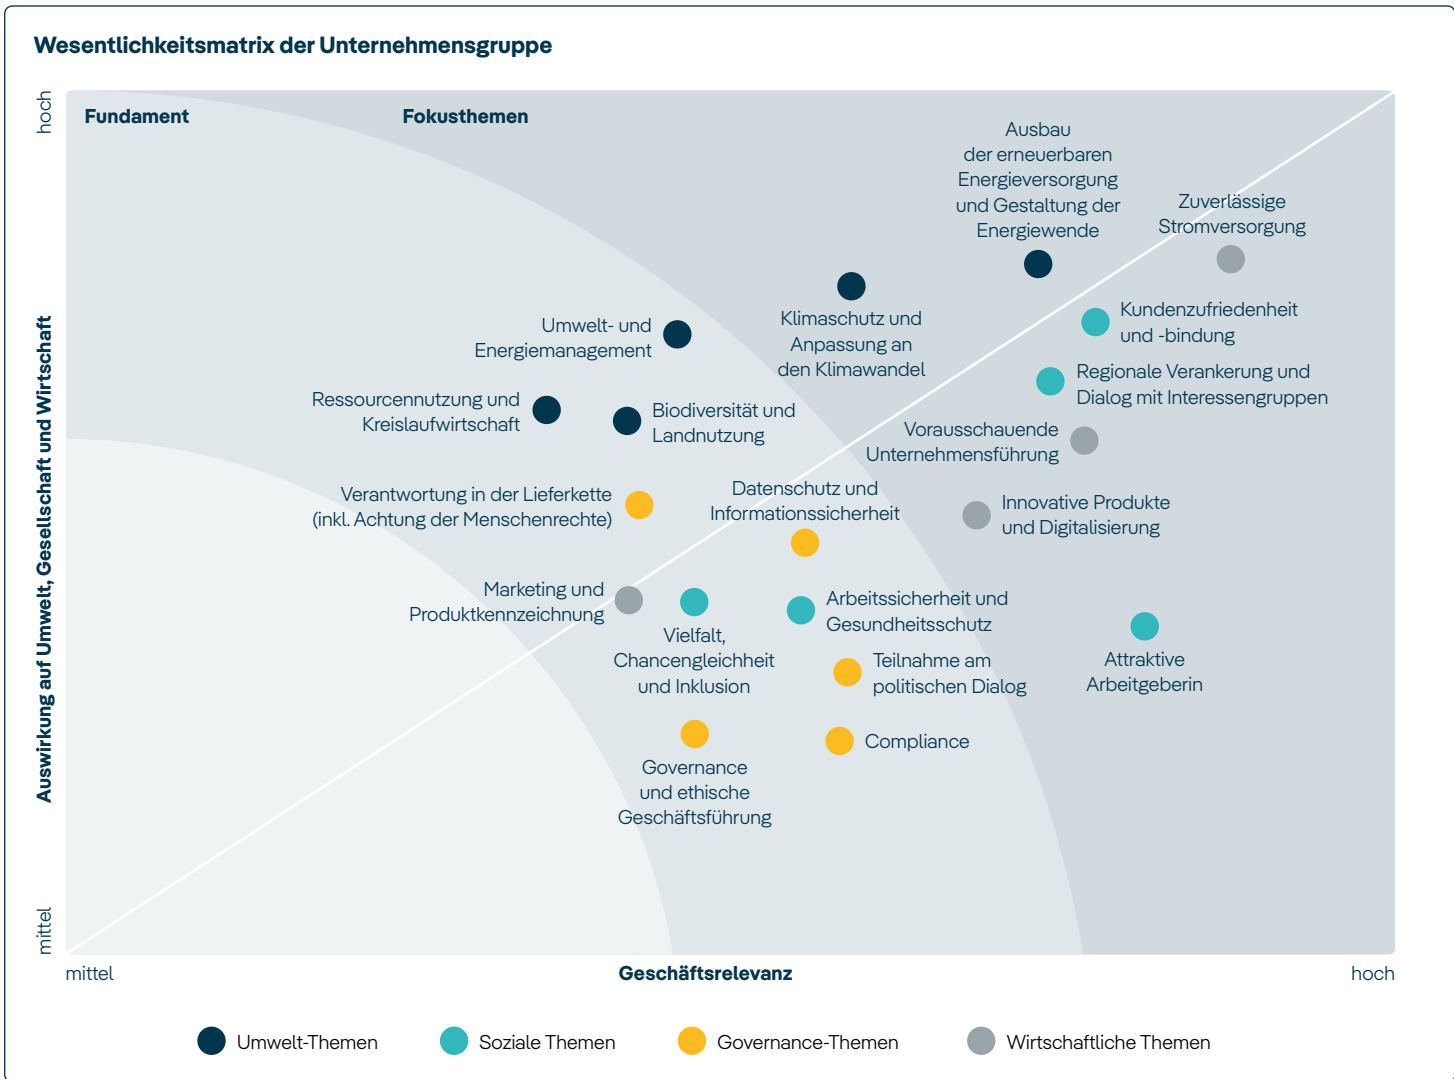 Wesentlichkeitsmatrix der Unternehmensgruppe
hoch
Fundament
Fokusthemen
Ausbau
der erneuerbaren
Energieversorgung
und Gestaltung der
Energiewende
Zuverlässige
Stromversorgung
Klimaschutz und
Anpassung an
den Klimawandel
Kundenzufriedenheit
und -bindung
Umwelt- und
Energiemanagement
Regionale Verankerung und
Dialog mit Interessengruppen
Ressourcennutzung und
Kreislaufwirtschaft
Biodiversität und
Landnutzung
Vorausschauende
Unternehmensführung
Verantwortung in der Lieferkette
(inkl. Achtung der Menschenrechte)
Datenschutz und
Informationssicherheit
Innovative Produkte
und Digitalisierung
Marketing und
Produktkennzeichnung
Vielfalt,
Chancengleichheit
und Inklusion
Arbeitssicherheit und
Gesundheitsschutz
Teilnahme am
politischen Dialog
Attraktive
Arbeitgeberin
Compliance
Governance
und ethische
Geschäftsführung
Auswirkung auf Umwelt, Gesellschaft und Wirtschaft
mittel
mittel
Geschäftsrelevanz
hoch
Umwelt-Themen
Soziale Themen
Governance-Themen
Wirtschaftliche Themen